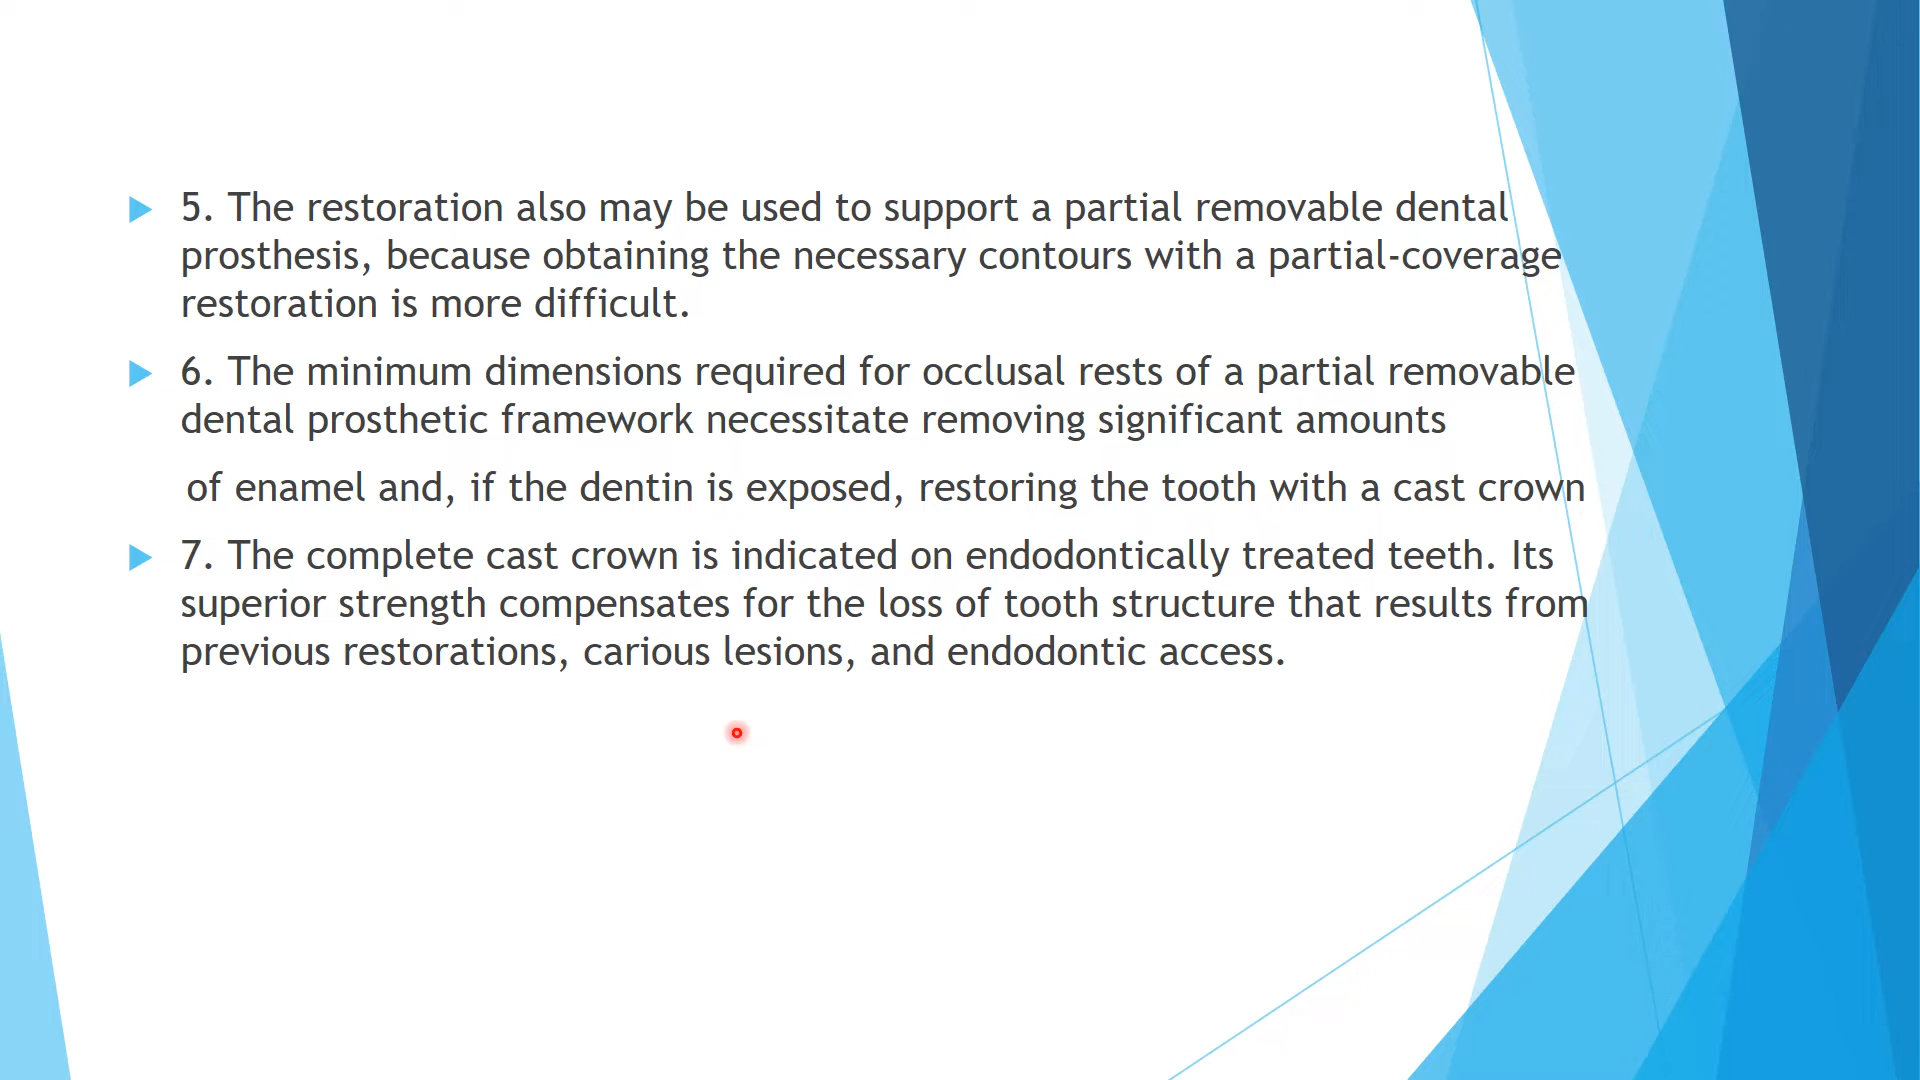 5. The restoration also may be used to support a partial removable dental
prosthesis, because obtaining the necessary contours with a partial-coverage
restoration is more difficult.
6. The minimum dimensions required for occlusal rests of a partial removable
dental prosthetic framework necessitate removing significant amounts
of enamel and, if the dentin is exposed, restoring the tooth with a cast crown
7. The complete cast crown is indicated on endodontically treated teeth. Its
superior strength compensates for the loss of tooth structure that results from
previous restorations, carious lesions, and endodontic access.